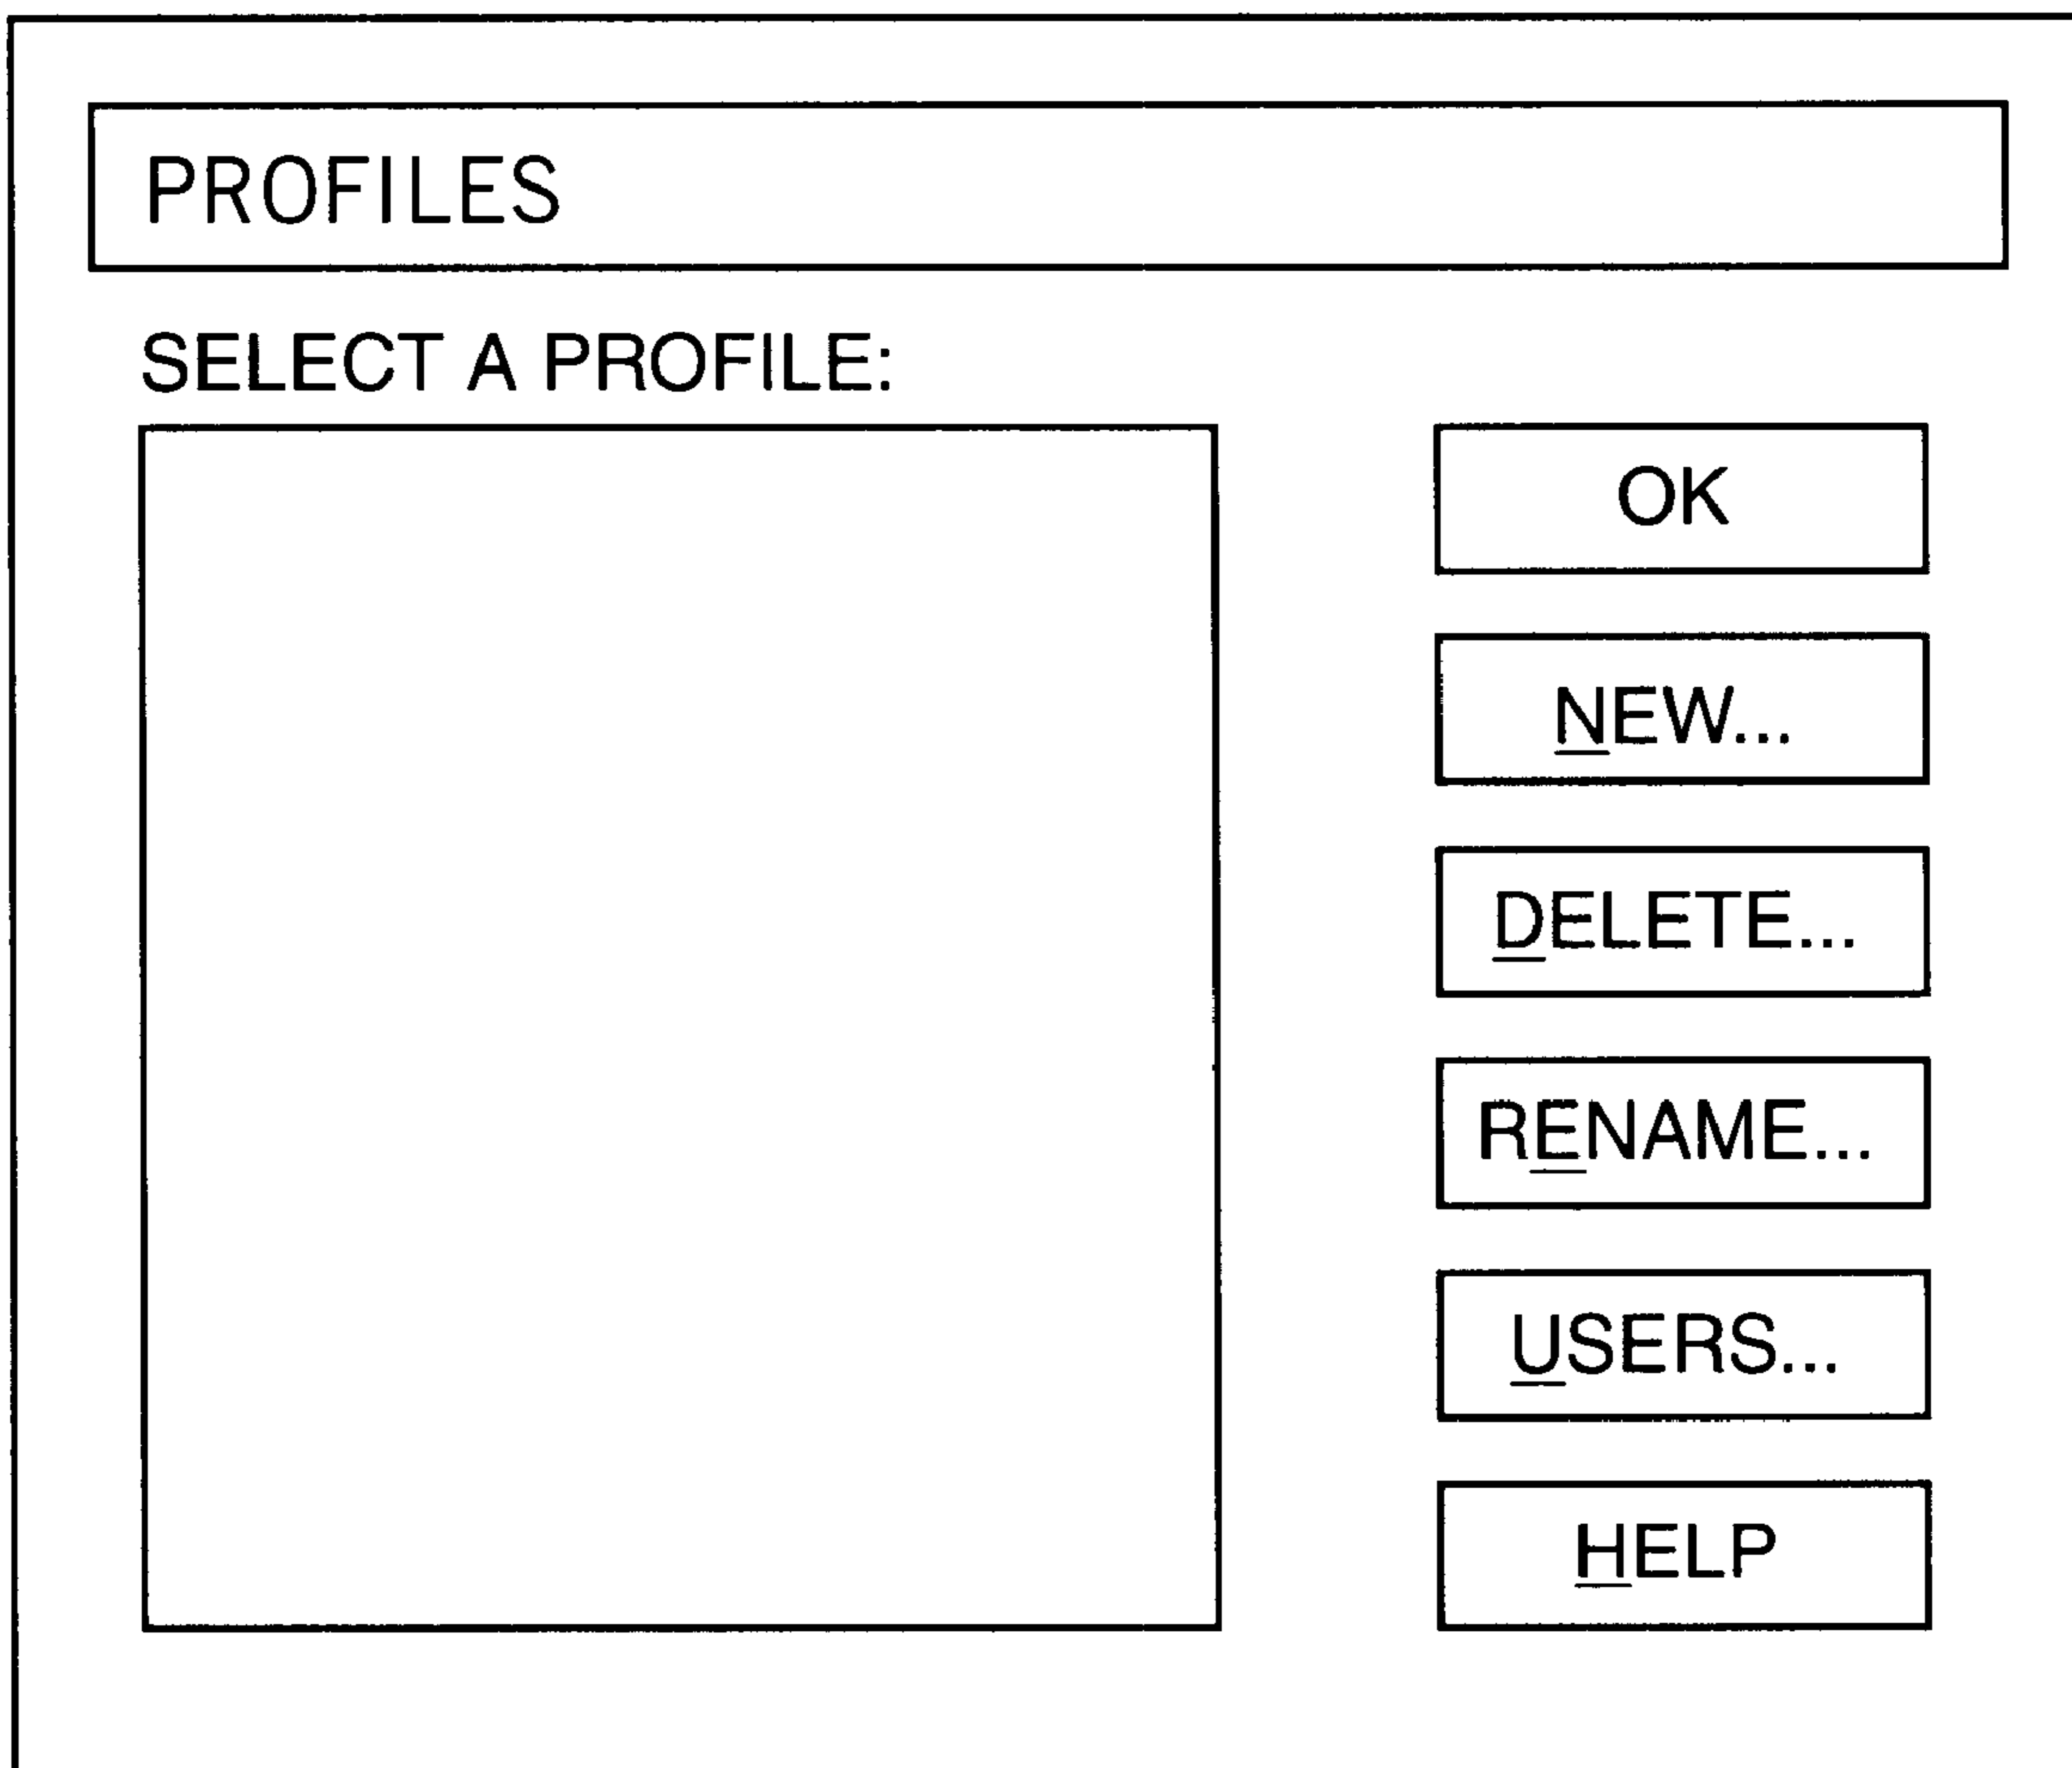 PROFILES
SELECT A PROFILE:
OK
NEW...
DELETE...
RENAME...
USERS...
HELP